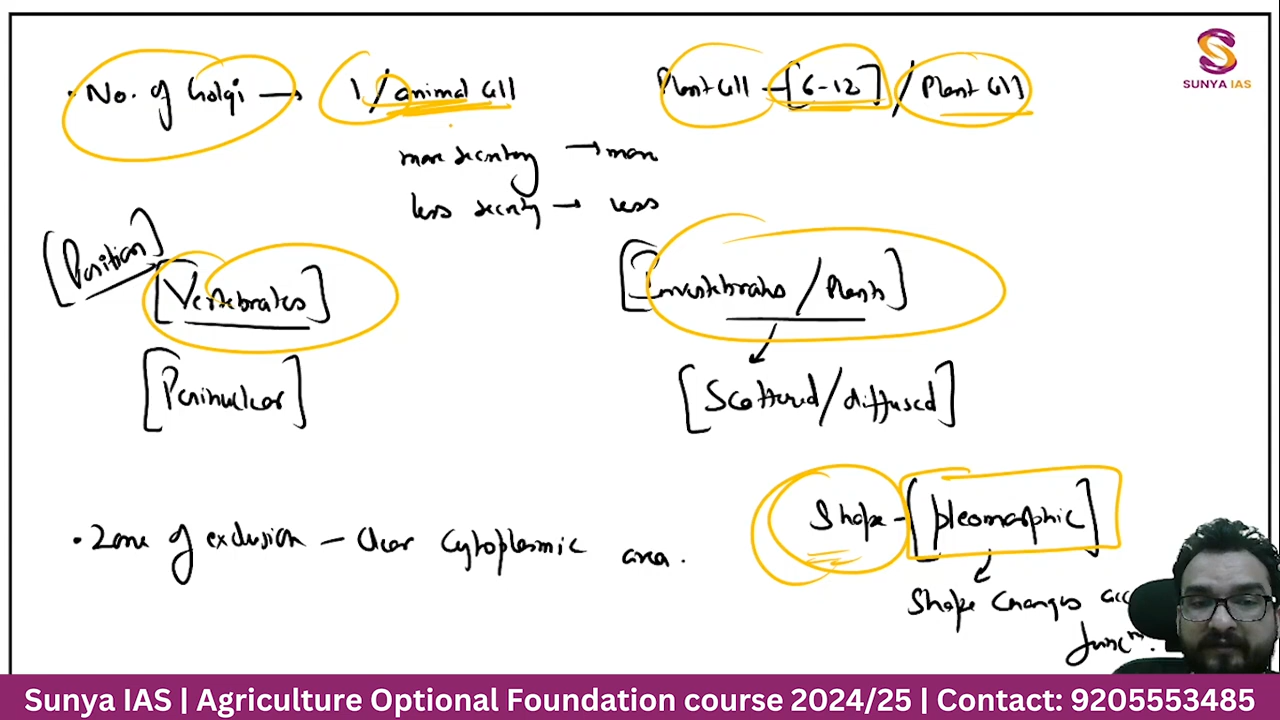 · No. of Golgi → 1/animal Cell Plant Cell - [6-12] / Plant Cell
SUNYA IAS
more secretory → more
less secretory → less
[Position]
[Vertebrates] [Invertebrates / Plants]
[Perinuclear] [Scattered/diffused]
Shape - [pleomorphic]
· Zone of exclusion - clear Cytoplasmic area.
Shape Changes acc
funcⁿ.
Sunya IAS | Agriculture Optional Foundation course 2024/25 | Contact: 9205553485